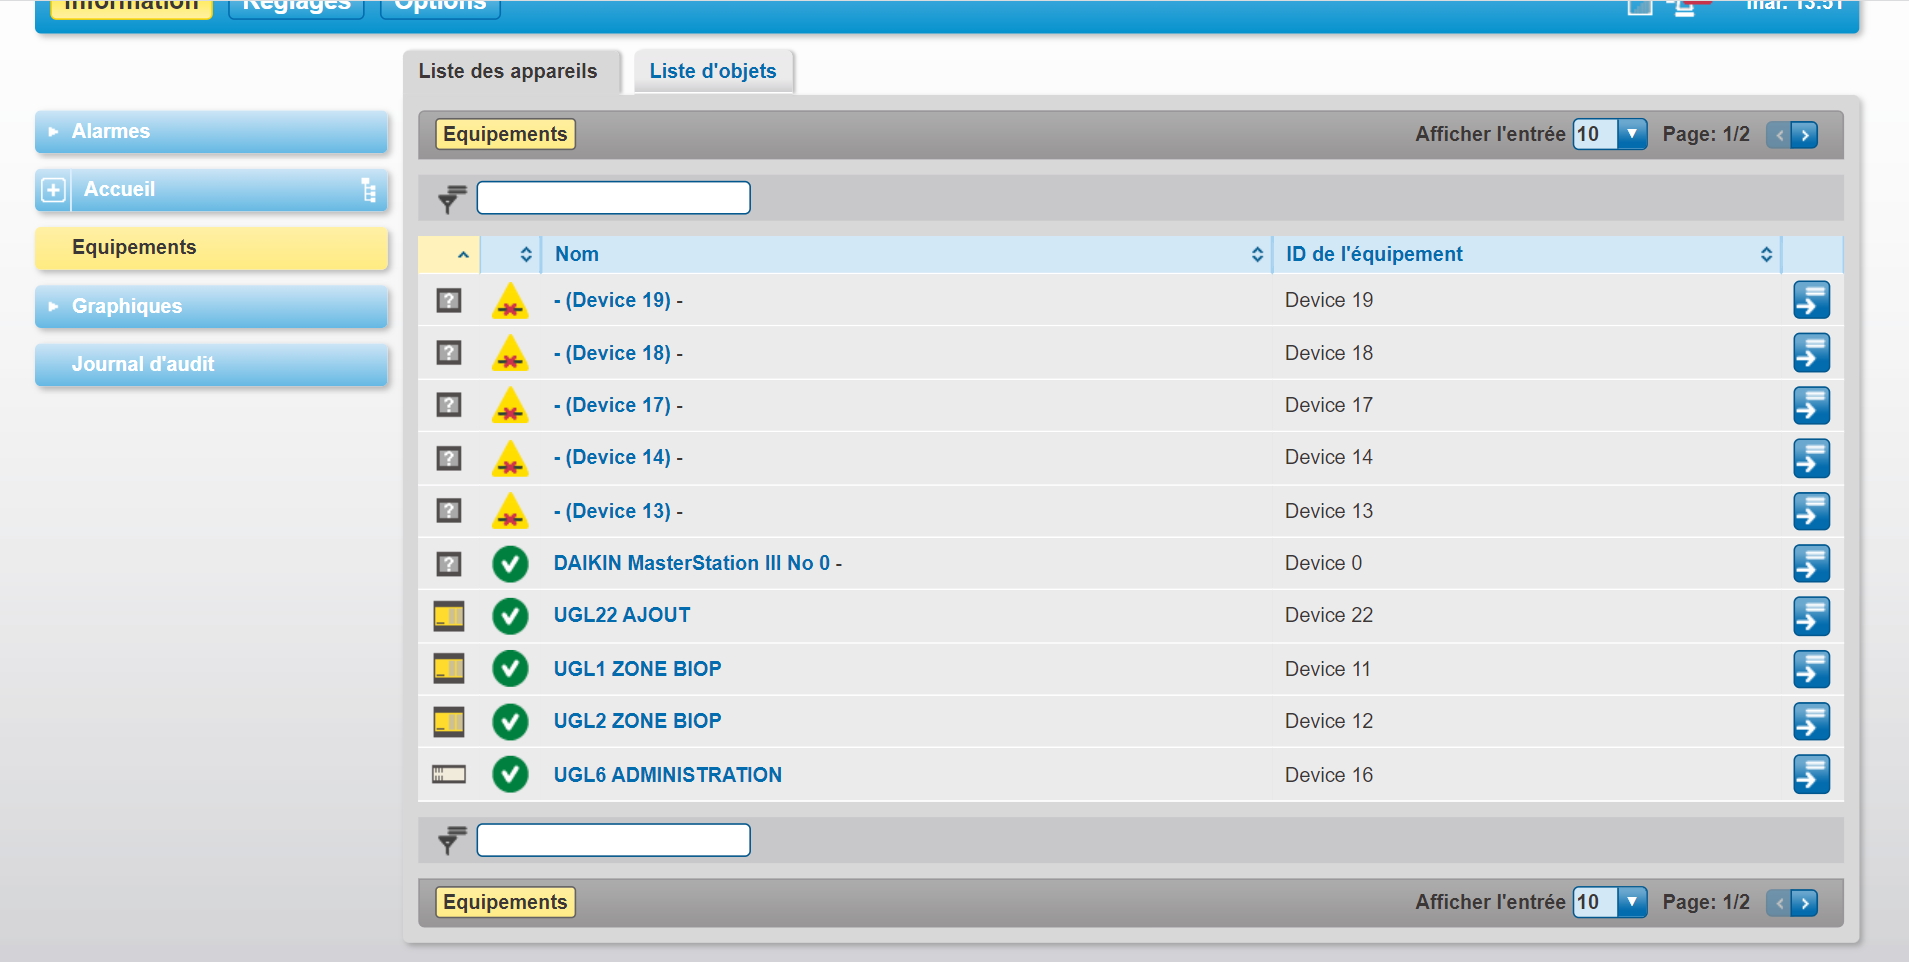 Information Réglages Options mar. 13:51
Liste des appareils Liste d'objets
Alarmes
Accueil
Equipements
Graphiques
Journal d'audit
Equipements Afficher l'entrée 10 Page: 1/2
Nom ID de l'équipement
- (Device 19) - Device 19
- (Device 18) - Device 18
- (Device 17) - Device 17
- (Device 14) - Device 14
- (Device 13) - Device 13
DAIKIN MasterStation III No 0 - Device 0
UGL22 AJOUT Device 22
UGL1 ZONE BIOP Device 11
UGL2 ZONE BIOP Device 12
UGL6 ADMINISTRATION Device 16
Equipements Afficher l'entrée 10 Page: 1/2